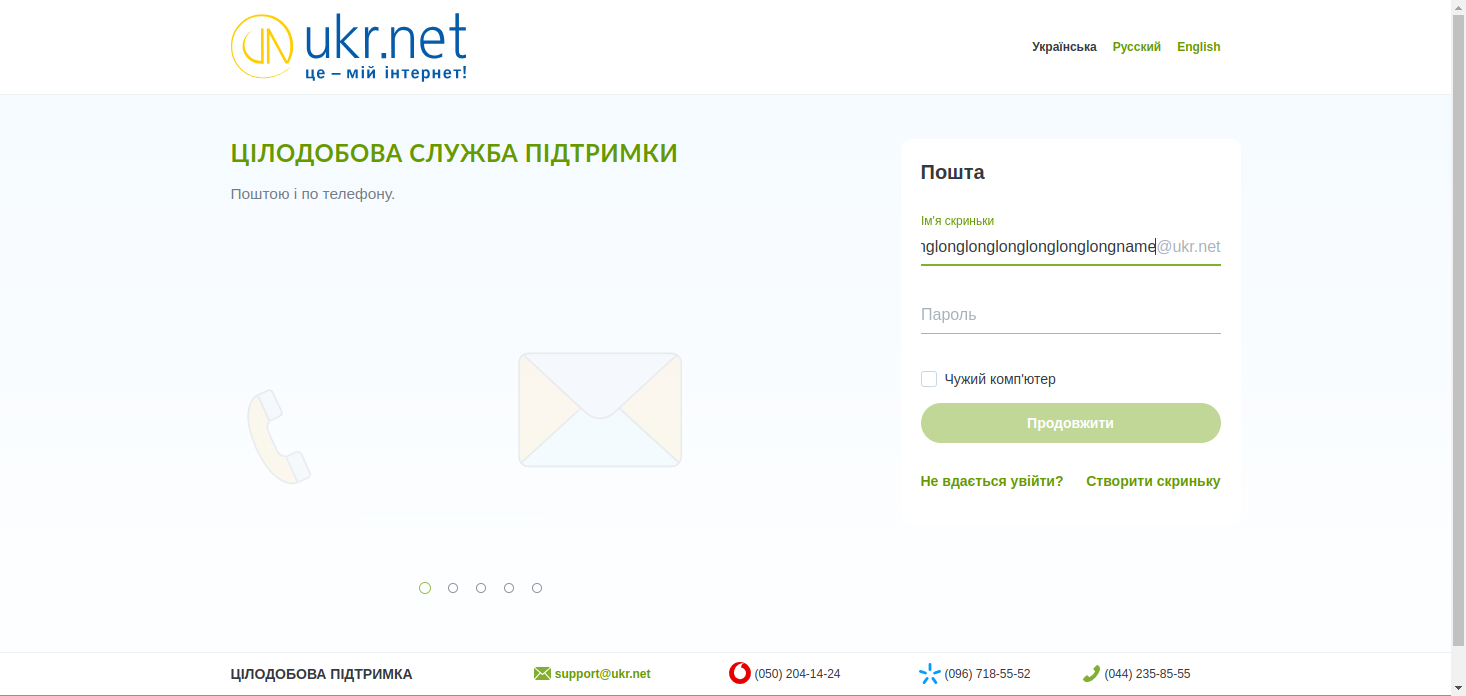 ukr.net
це – мій інтернет!
Українська Русский English
ЦІЛОДОБОВА СЛУЖБА ПІДТРИМКИ
Поштою і по телефону.
Пошта
Ім'я скриньки
nglonglonglonglonglonglongname@ukr.net
Пароль
Чужий комп'ютер
Продовжити
Не вдається увійти? Створити скриньку
ЦІЛОДОБОВА ПІДТРИМКА support@ukr.net (050) 204-14-24 (096) 718-55-52 (044) 235-85-55